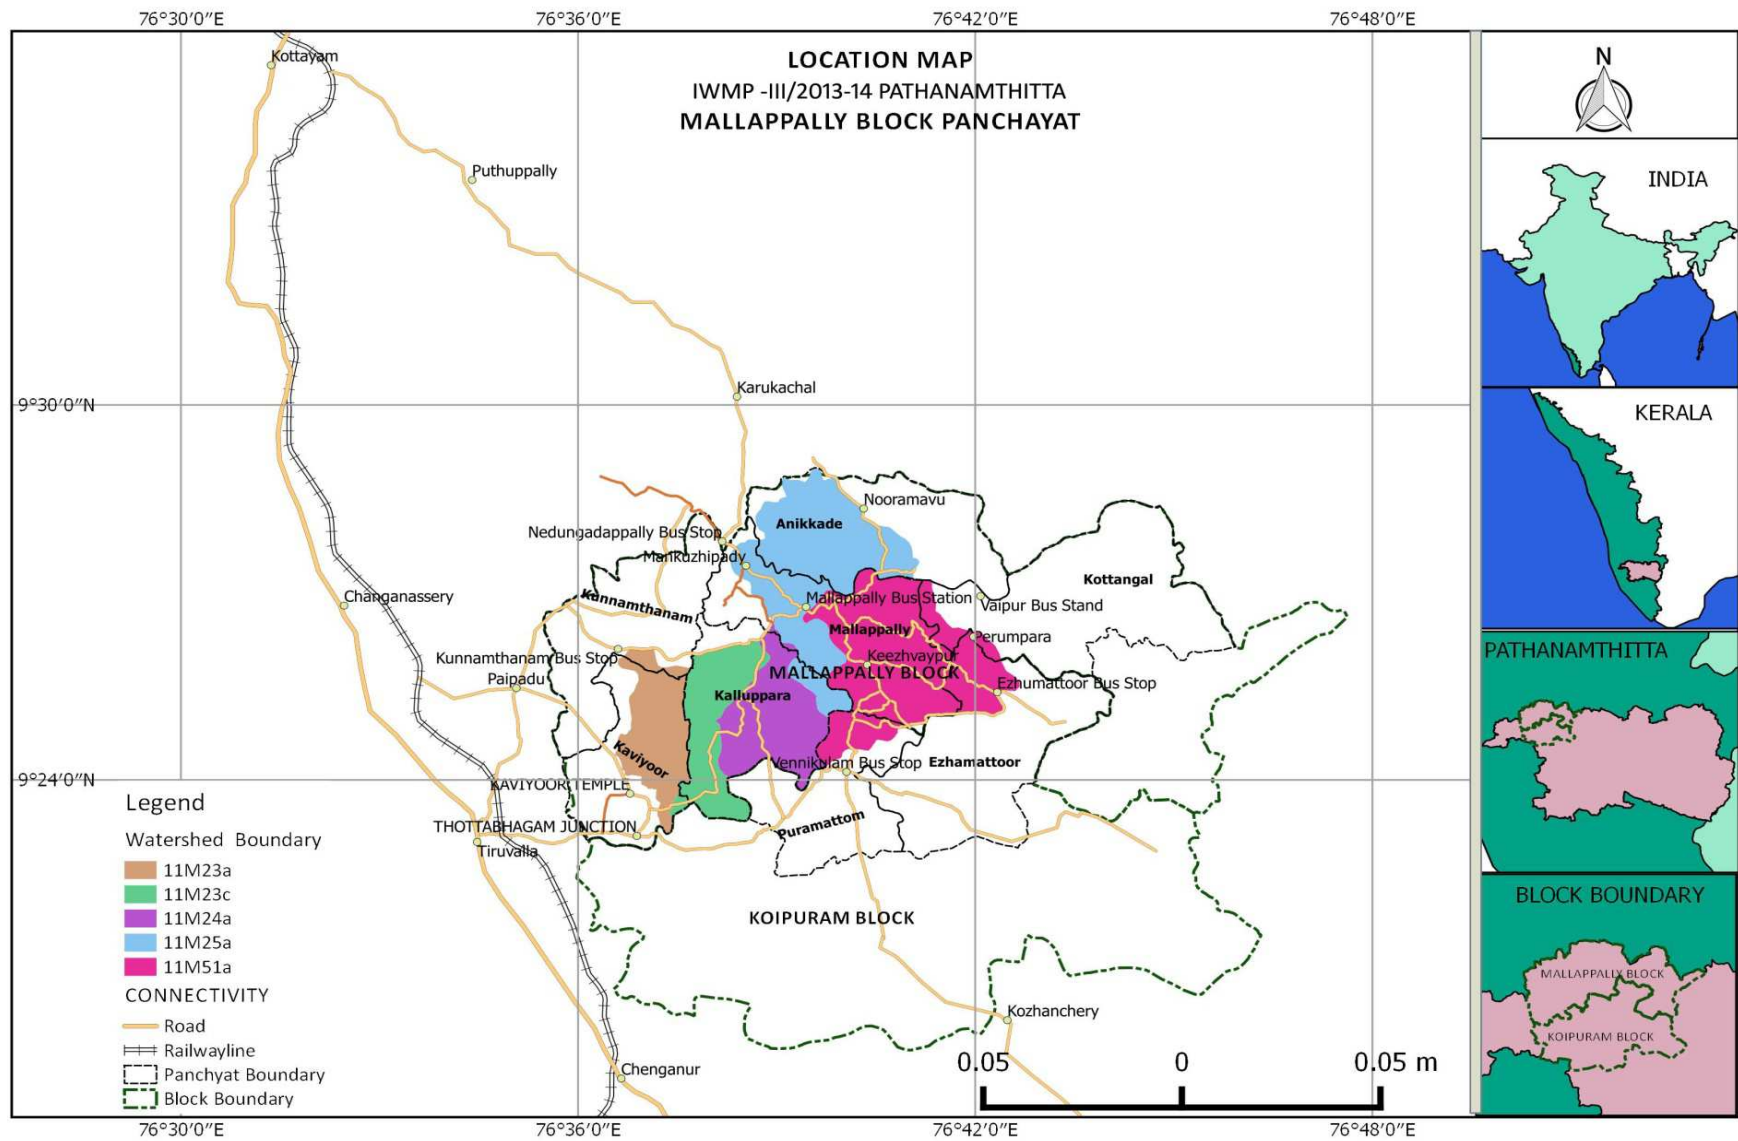 76°30′0″E
76°36′0″E
76°42′0″E
76°48′0″E
LOCATION MAP
IWMP -III/2013-14 PATHANAMTHITTA
MALLAPPALLY BLOCK PANCHAYAT
N
INDIA
KERALA
PATHANAMTHITTA
BLOCK BOUNDARY
MALLAPPALLY BLOCK
KOIPURAM BLOCK
Kottayam
Puthuppally
Karukachal
9°30′0″N
Nooramavu
Anikkade
Nedungadappally Bus Stop
Mankuzhipady
Kottangal
Changanassery
Kunnamthanam
Mallappally Bus Station
Vaipur Bus Stand
Mallappally
Perumpara
Kunnamthanam Bus Stop
Keezhvaypur
MALLAPPALLY BLOCK
Paipadu
Kalluppara
Ezhumattoor Bus Stop
Kaviyoor
Vennikulam Bus Stop
Ezhamattoor
9°24′0″N
KAVIYOOR TEMPLE
THOTTABHAGAM JUNCTION
Puramattom
Tiruvalla
KOIPURAM BLOCK
Kozhanchery
Chenganur
Legend
Watershed Boundary
11M23a
11M23c
11M24a
11M25a
11M51a
CONNECTIVITY
Road
Railwayline
Panchyat Boundary
Block Boundary
0.05 0 0.05 m
76°30′0″E
76°36′0″E
76°42′0″E
76°48′0″E